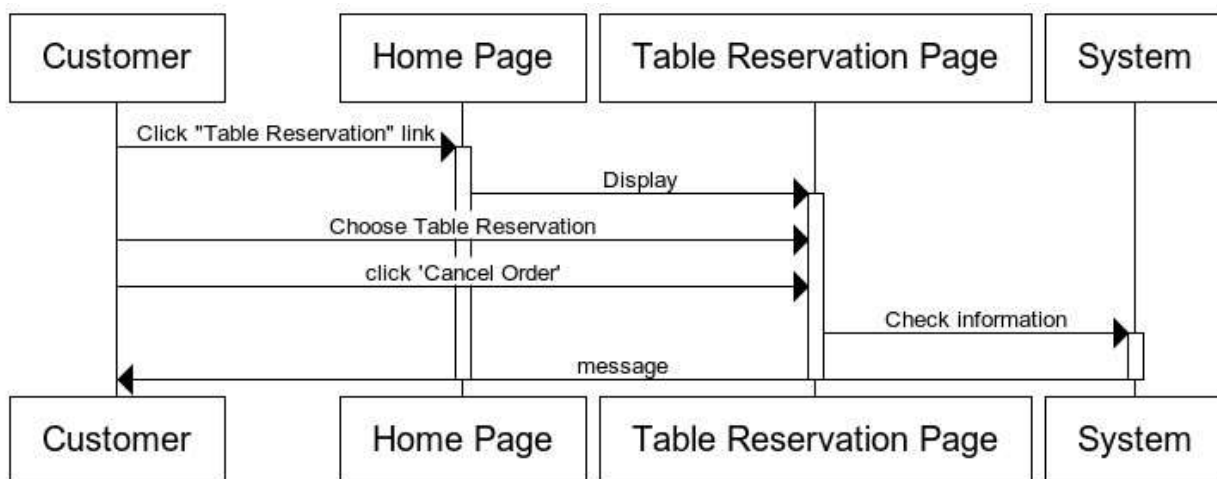 Customer
Home Page
Table Reservation Page
System
Click "Table Reservation" link
Display
Choose Table Reservation
click 'Cancel Order'
Check information
message
Customer
Home Page
Table Reservation Page
System